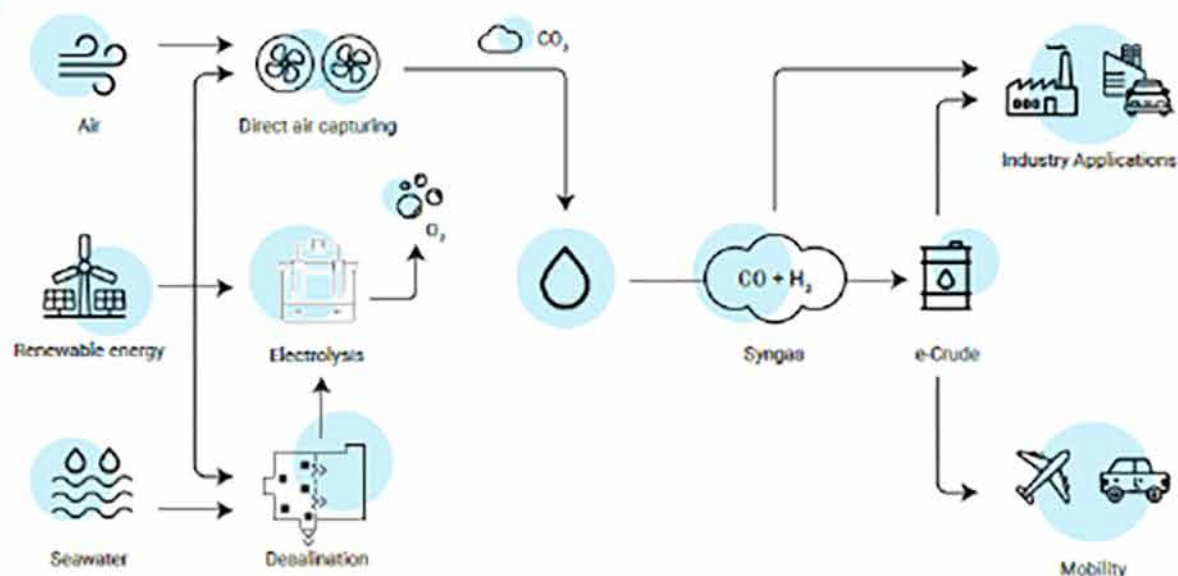 CO₂
Air
Direct air capturing
Industry Applications
O₂
CO + H₂
Renewable energy
Electrolysis
Syngas
e-Crude
Seawater
Desalination
Mobility